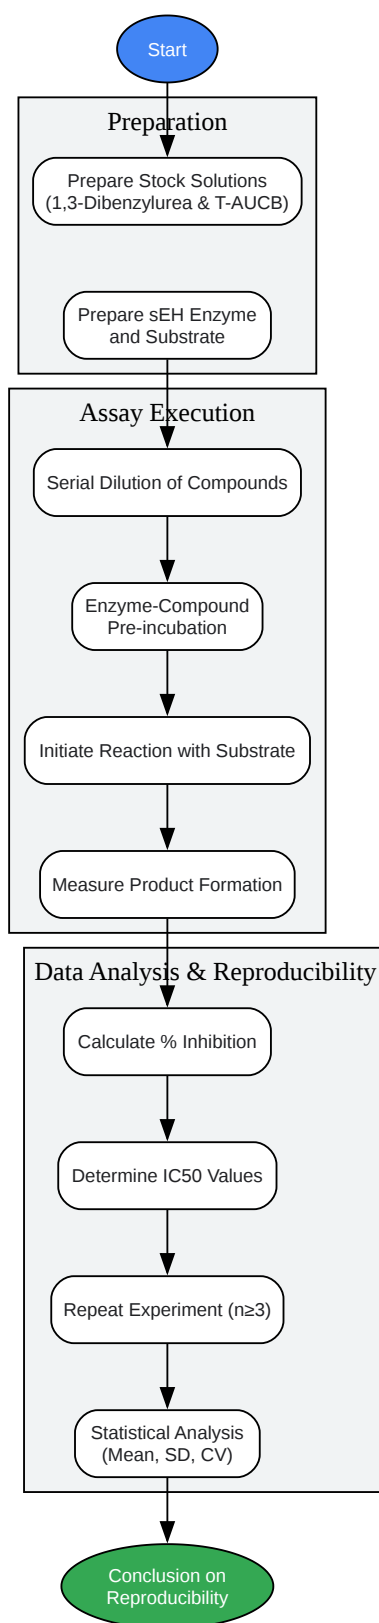 Start
Preparation
Prepare Stock Solutions
(1,3-Dibenzylurea & T-AUCB)
Prepare sEH Enzyme
and Substrate
Assay Execution
Serial Dilution of Compounds
Enzyme-Compound
Pre-incubation
Initiate Reaction with Substrate
Measure Product Formation
Data Analysis & Reproducibility
Calculate % Inhibition
Determine IC50 Values
Repeat Experiment (n≥3)
Statistical Analysis
(Mean, SD, CV)
Conclusion on
Reproducibility